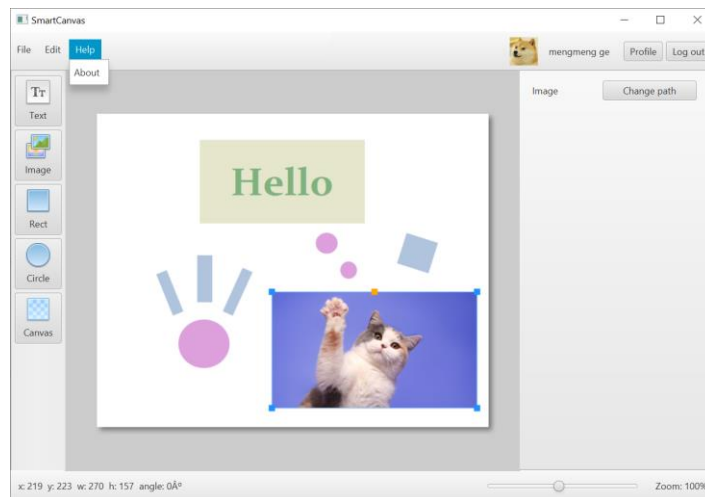 SmartCanvas
File Edit Help
mengmeng ge Profile Log out
About
Text
Image
Rect
Circle
Canvas
Hello
Image Change path
x: 219 y: 223 w: 270 h: 157 angle: 0Âº
Zoom: 100%